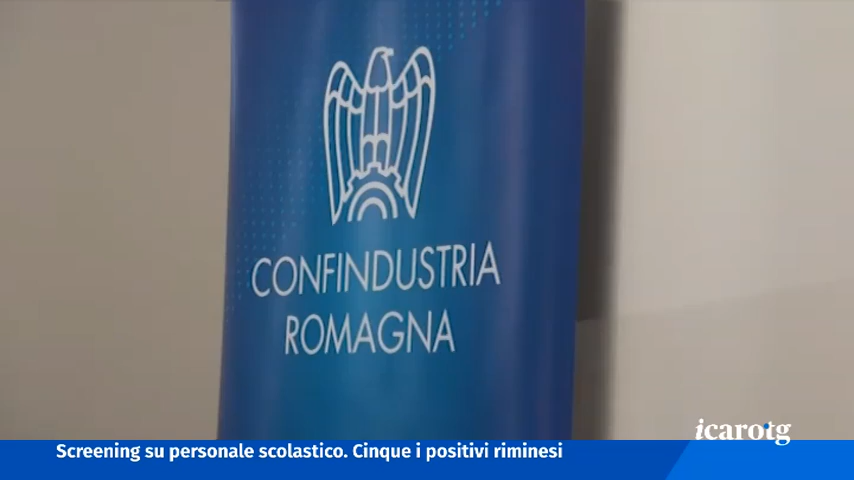 CONFINDUSTRIA
ROMAGNA
icarotg
Screening su personale scolastico. Cinque i positivi riminesi